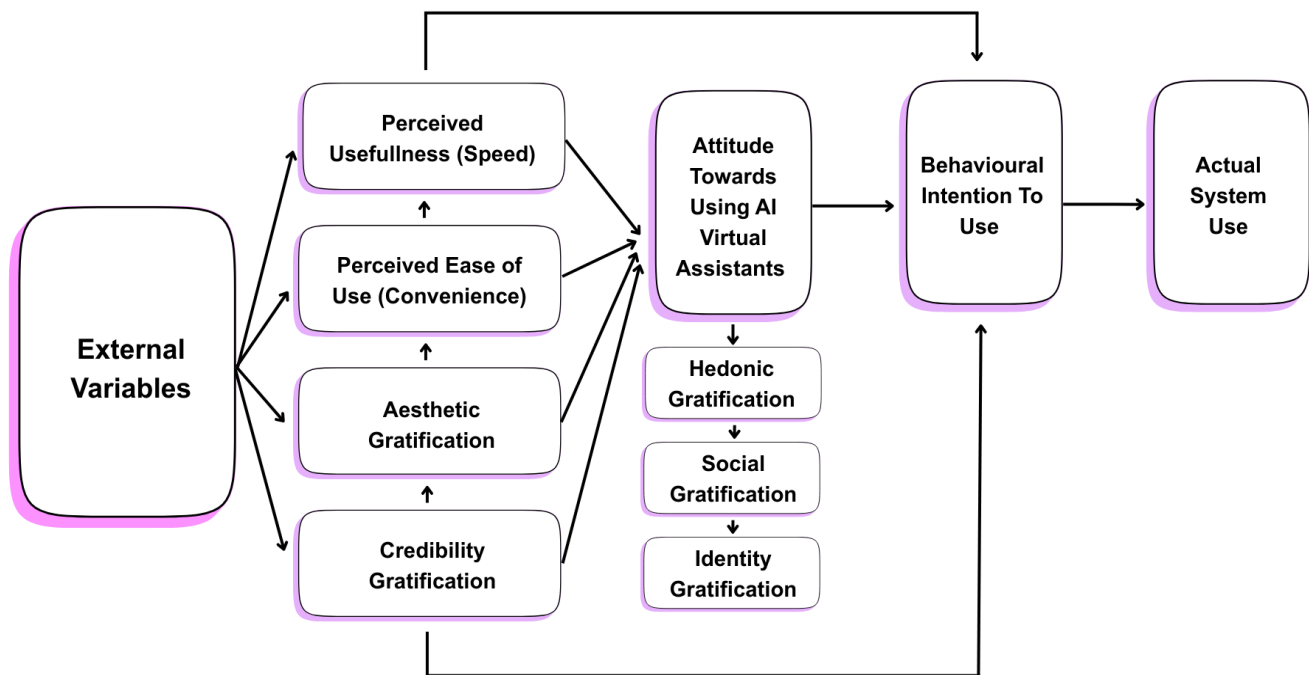 External
Variables
Perceived
Usefullness (Speed)
Perceived Ease of
Use (Convenience)
Aesthetic
Gratification
Credibility
Gratification
Attitude
Towards
Using AI
Virtual
Assistants
Hedonic
Gratification
Social
Gratification
Identity
Gratification
Behavioural
Intention To
Use
Actual
System
Use